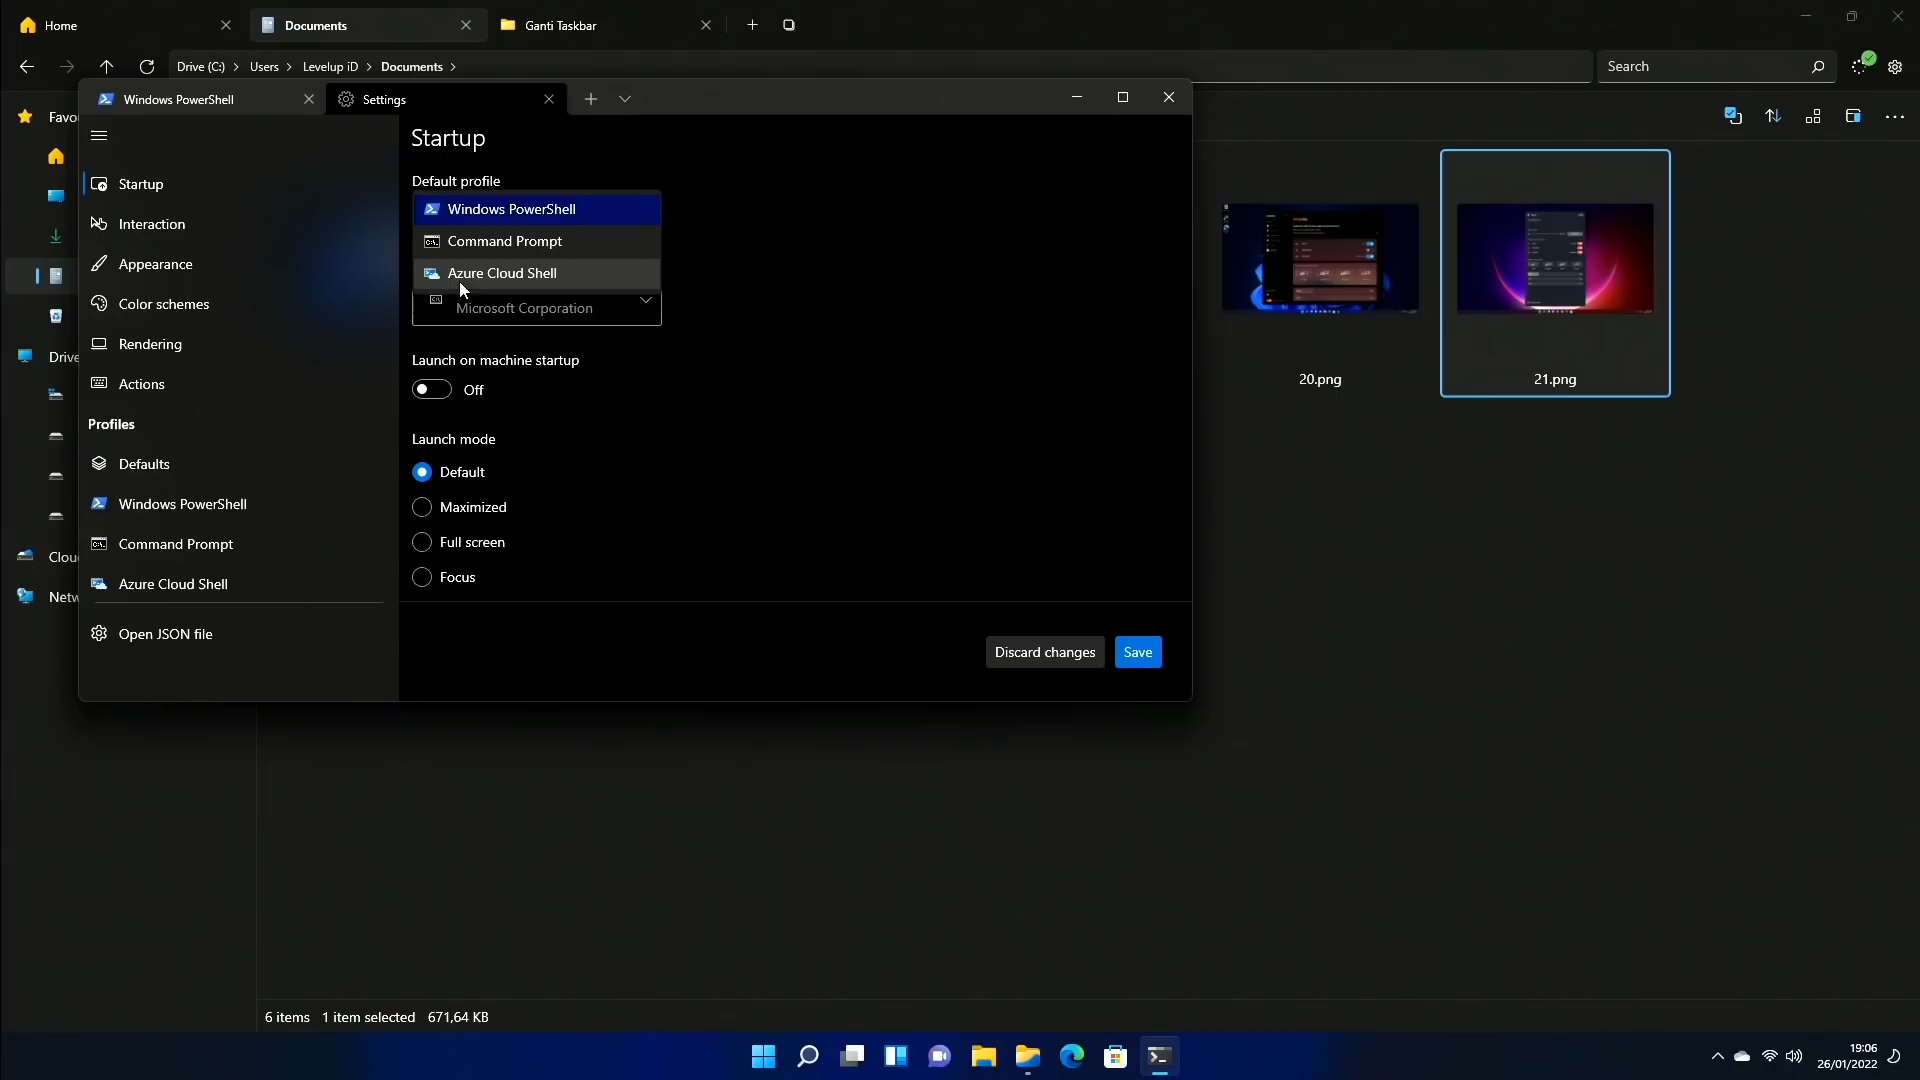 Home
Documents
Ganti Taskbar
Drive (C:) > Users > Levelup iD > Documents >
Search
Windows PowerShell
Settings
Favou
Drive
Clou
Netw
Startup
Interaction
Appearance
Color schemes
Rendering
Actions
Profiles
Defaults
Windows PowerShell
Command Prompt
Azure Cloud Shell
Open JSON file
Startup
Default profile
Windows PowerShell
Command Prompt
Azure Cloud Shell
Microsoft Corporation
Launch on machine startup
Off
Launch mode
Default
Maximized
Full screen
Focus
Discard changes
Save
20.png
21.png
6 items 1 item selected 671,64 KB
19:06
26/01/2022